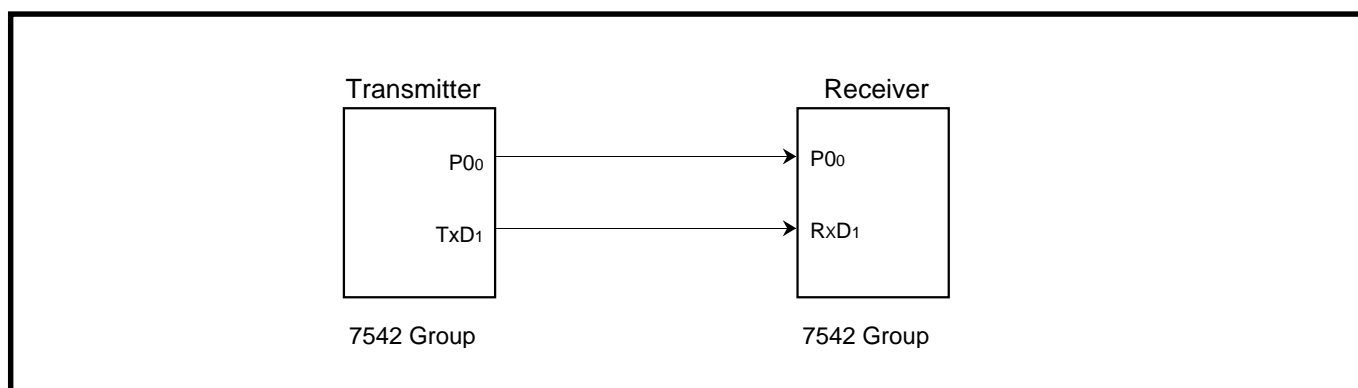 Transmitter
Receiver
P00
P00
TxD1
RxD1
7542 Group
7542 Group